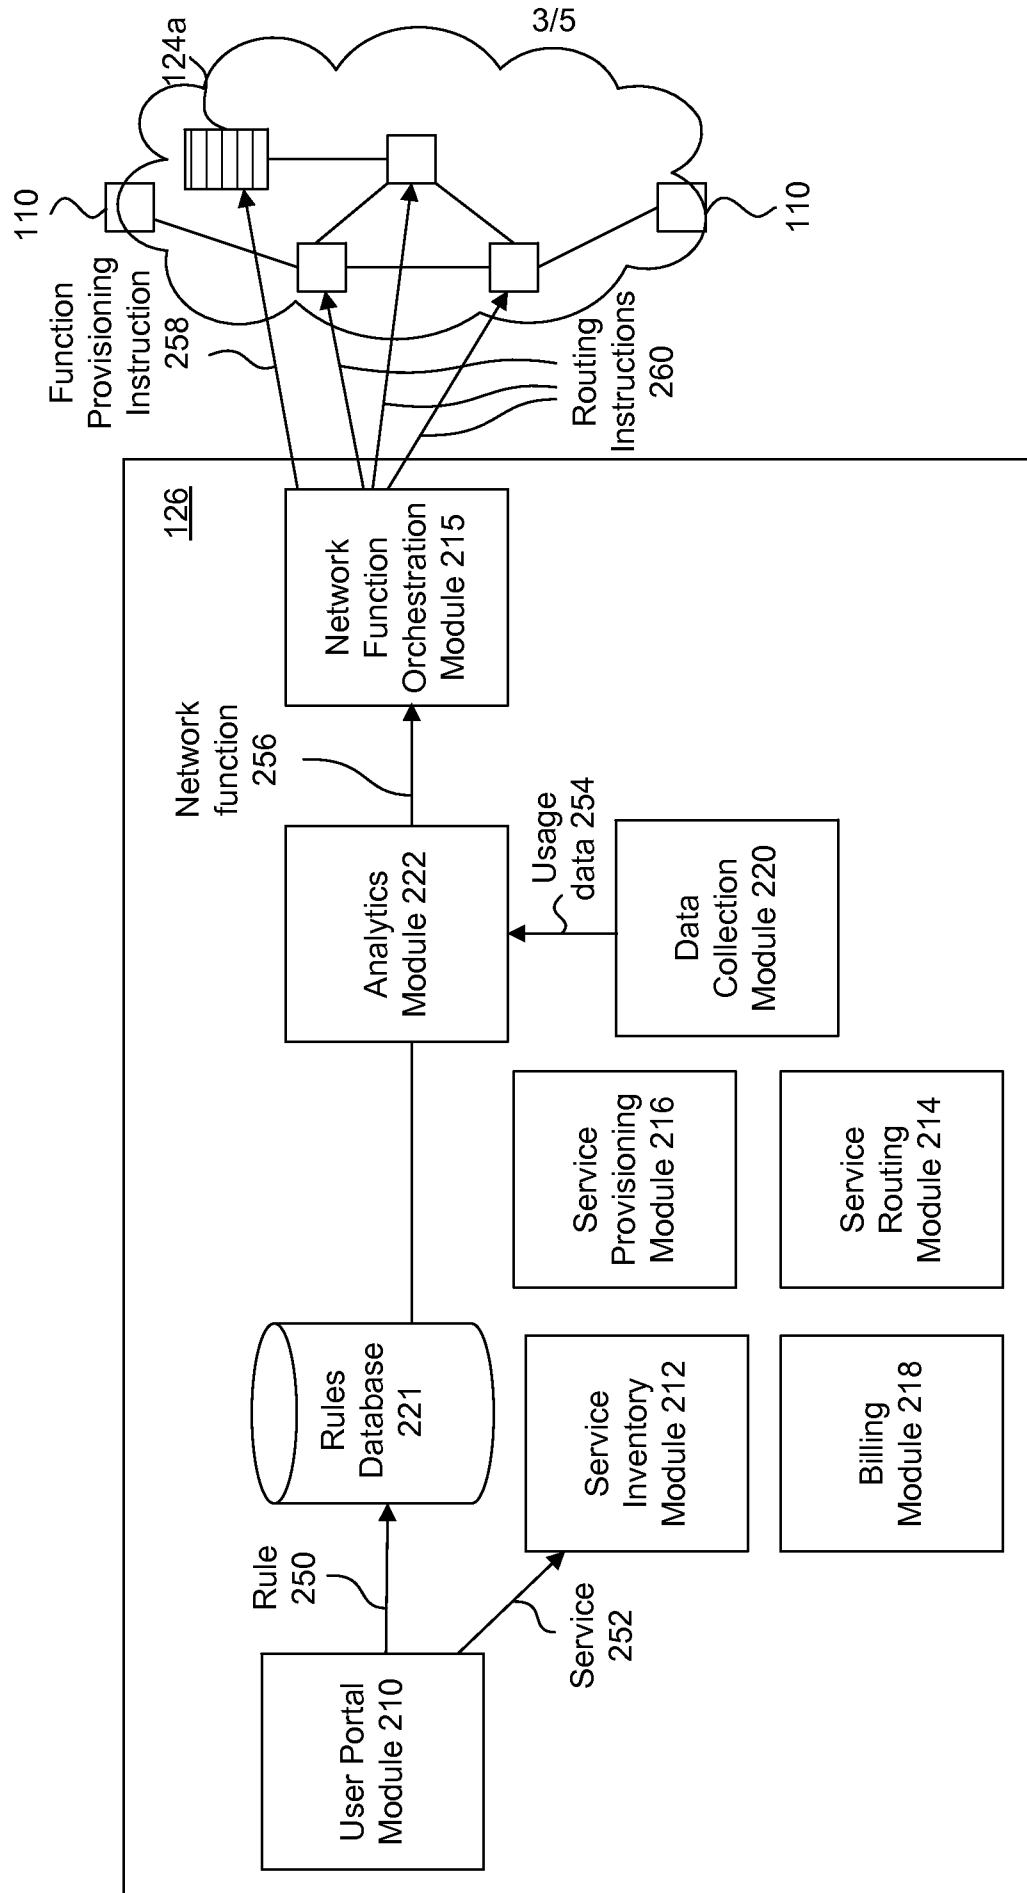 3/5
126
User Portal
Module 210
Rule
250
Service
252
Rules
Database
221
Service
Inventory
Module 212
Billing
Module 218
Service
Provisioning
Module 216
Service
Routing
Module 214
Analytics
Module 222
Usage
data 254
Data
Collection
Module 220
Network
function
256
Network
Function
Orchestration
Module 215
Function
Provisioning
Instruction
258
Routing
Instructions
260
110
124a
110